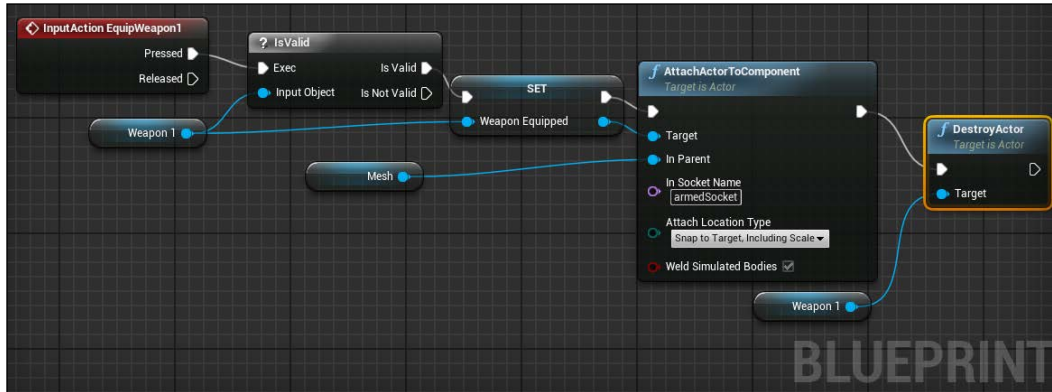 InputAction EquipWeapon1
Pressed
Released
? IsValid
Exec
Is Valid
Input Object
Is Not Valid
Weapon 1
SET
Weapon Equipped
Mesh
f AttachActorToComponent
Target is Actor
Target
In Parent
In Socket Name
armedSocket
Attach Location Type
Snap to Target, Including Scale
Weld Simulated Bodies
f DestroyActor
Target is Actor
Target
Weapon 1
BLUEPRINT